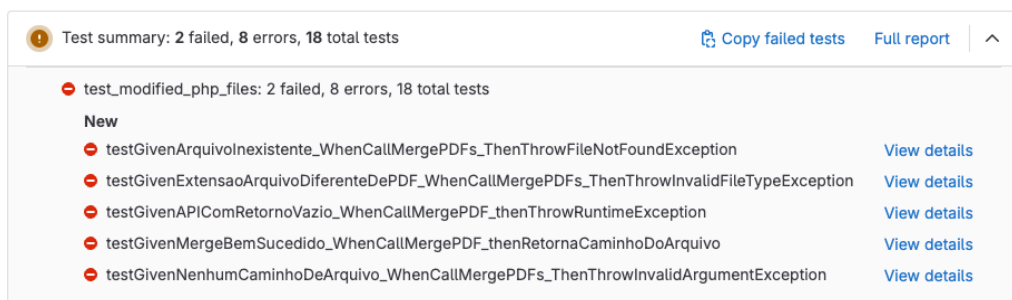 Test summary: 2 failed, 8 errors, 18 total tests Copy failed tests Full report
test_modified_php_files: 2 failed, 8 errors, 18 total tests
New
testGivenArquivoInexistente_WhenCallMergePDFs_ThenThrowFileNotFoundException View details
testGivenExtensaoArquivoDiferenteDePDF_WhenCallMergePDFs_ThenThrowInvalidFileTypeException View details
testGivenAPIComRetornoVazio_WhenCallMergePDF_thenThrowRuntimeException View details
testGivenMergeBemSucedido_WhenCallMergePDF_thenRetornaCaminhoDoArquivo View details
testGivenNenhumCaminhoDeArquivo_WhenCallMergePDFs_ThenThrowInvalidArgumentException View details